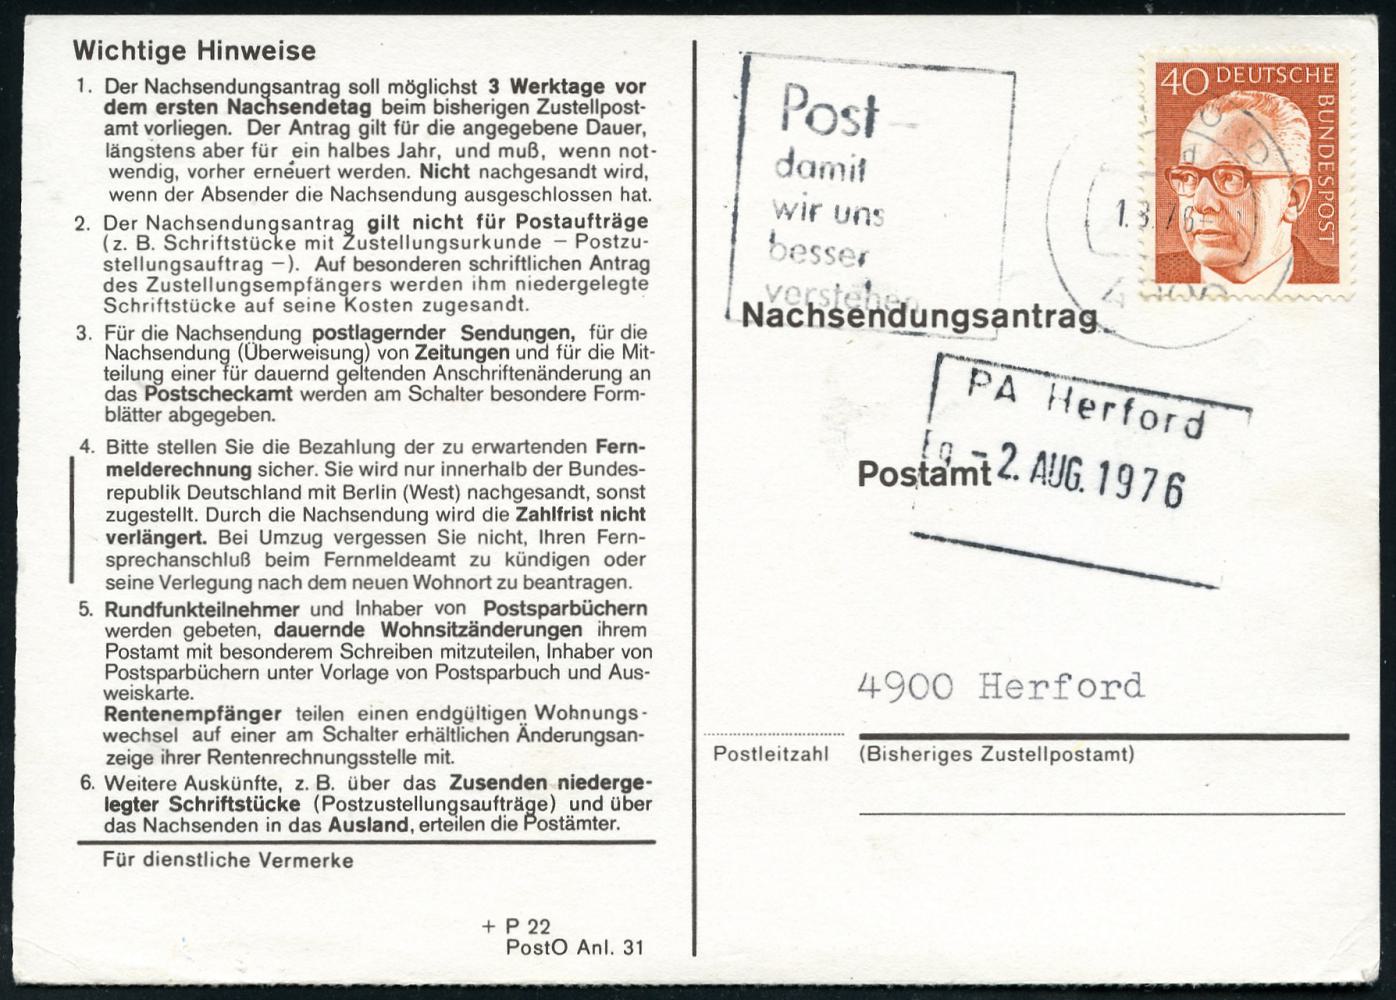 Wichtige Hinweise
1. Der Nachsendungsantrag soll möglichst 3 Werktage vor
dem ersten Nachsendetag beim bisherigen Zustellpost-
amt vorliegen. Der Antrag gilt für die angegebene Dauer,
längstens aber für ein halbes Jahr, und muß, wenn not-
wendig, vorher erneuert werden. Nicht nachgesandt wird,
wenn der Absender die Nachsendung ausgeschlossen hat.
2. Der Nachsendungsantrag gilt nicht für Postaufträge
(z. B. Schriftstücke mit Zustellungsurkunde – Postzu-
stellungsauftrag –). Auf besonderen schriftlichen Antrag
des Zustellungsempfängers werden ihm niedergelegte
Schriftstücke auf seine Kosten zugesandt.
3. Für die Nachsendung postlagernder Sendungen, für die
Nachsendung (Überweisung) von Zeitungen und für die Mit-
teilung einer für dauernd geltenden Anschriftenänderung an
das Postscheckamt werden am Schalter besondere Form-
blätter abgegeben.
4. Bitte stellen Sie die Bezahlung der zu erwartenden Fern-
melderechnung sicher. Sie wird nur innerhalb der Bundes-
republik Deutschland mit Berlin (West) nachgesandt, sonst
zugestellt. Durch die Nachsendung wird die Zahlfrist nicht
verlängert. Bei Umzug vergessen Sie nicht, Ihren Fern-
sprechanschluß beim Fernmeldeamt zu kündigen oder
seine Verlegung nach dem neuen Wohnort zu beantragen.
5. Rundfunkteilnehmer und Inhaber von Postsparbüchern
werden gebeten, dauernde Wohnsitzänderungen ihrem
Postamt mit besonderem Schreiben mitzuteilen, Inhaber von
Postsparbüchern unter Vorlage von Postsparbuch und Aus-
weiskarte.
Rentenempfänger teilen einen endgültigen Wohnungs-
wechsel auf einer am Schalter erhältlichen Änderungsan-
zeige ihrer Rentenrechnungsstelle mit.
6. Weitere Auskünfte, z. B. über das Zusenden niederge-
legter Schriftstücke (Postzustellungsaufträge) und über
das Nachsenden in das Ausland, erteilen die Postämter.
Für dienstliche Vermerke
+ P 22
PostO Anl. 31
Post –
damit
wir uns
besser
verstehen
40 DEUTSCHE
BUNDESPOST
d
Nachsendungsantrag
PA Herford
Postamt
- 2. AUG. 1976
4900 Herford
Postleitzahl (Bisheriges Zustellpostamt)